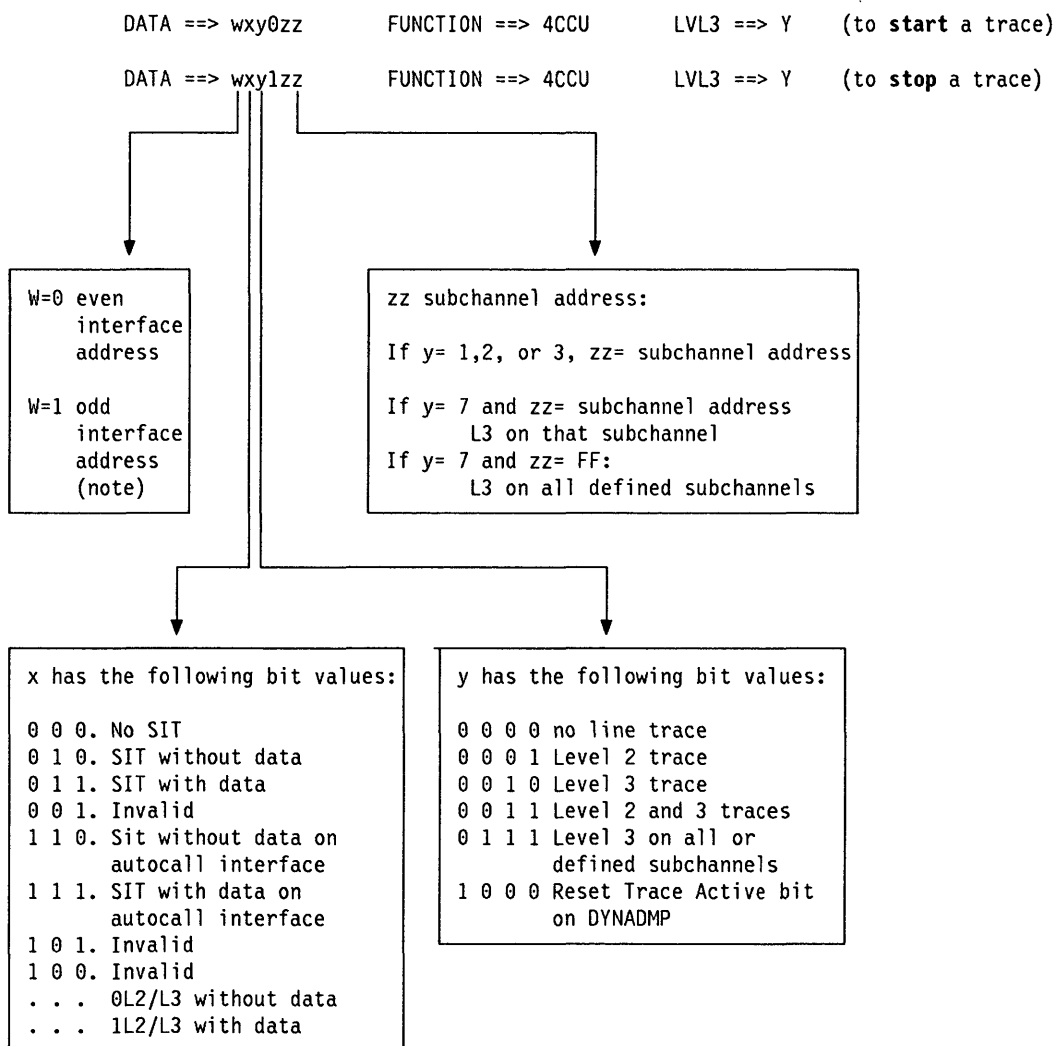 DATA ==> wxy0zz FUNCTION ==> 4CCU LVL3 ==> Y (to start a trace)
DATA ==> wxy1zz FUNCTION ==> 4CCU LVL3 ==> Y (to stop a trace)
W=0 even
interface
address
W=1 odd
interface
address
(note)
zz subchannel address:
If y= 1,2, or 3, zz= subchannel address
If y= 7 and zz= subchannel address
L3 on that subchannel
If y= 7 and zz= FF:
L3 on all defined subchannels
x has the following bit values:
0 0 0. No SIT
0 1 0. SIT without data
0 1 1. SIT with data
0 0 1. Invalid
1 1 0. Sit without data on
autocall interface
1 1 1. SIT with data on
autocall interface
1 0 1. Invalid
1 0 0. Invalid
. . . 0L2/L3 without data
. . . 1L2/L3 with data
y has the following bit values:
0 0 0 0 no line trace
0 0 0 1 Level 2 trace
0 0 1 0 Level 3 trace
0 0 1 1 Level 2 and 3 traces
0 1 1 1 Level 3 on all or
defined subchannels
1 0 0 0 Reset Trace Active bit
on DYNADMP